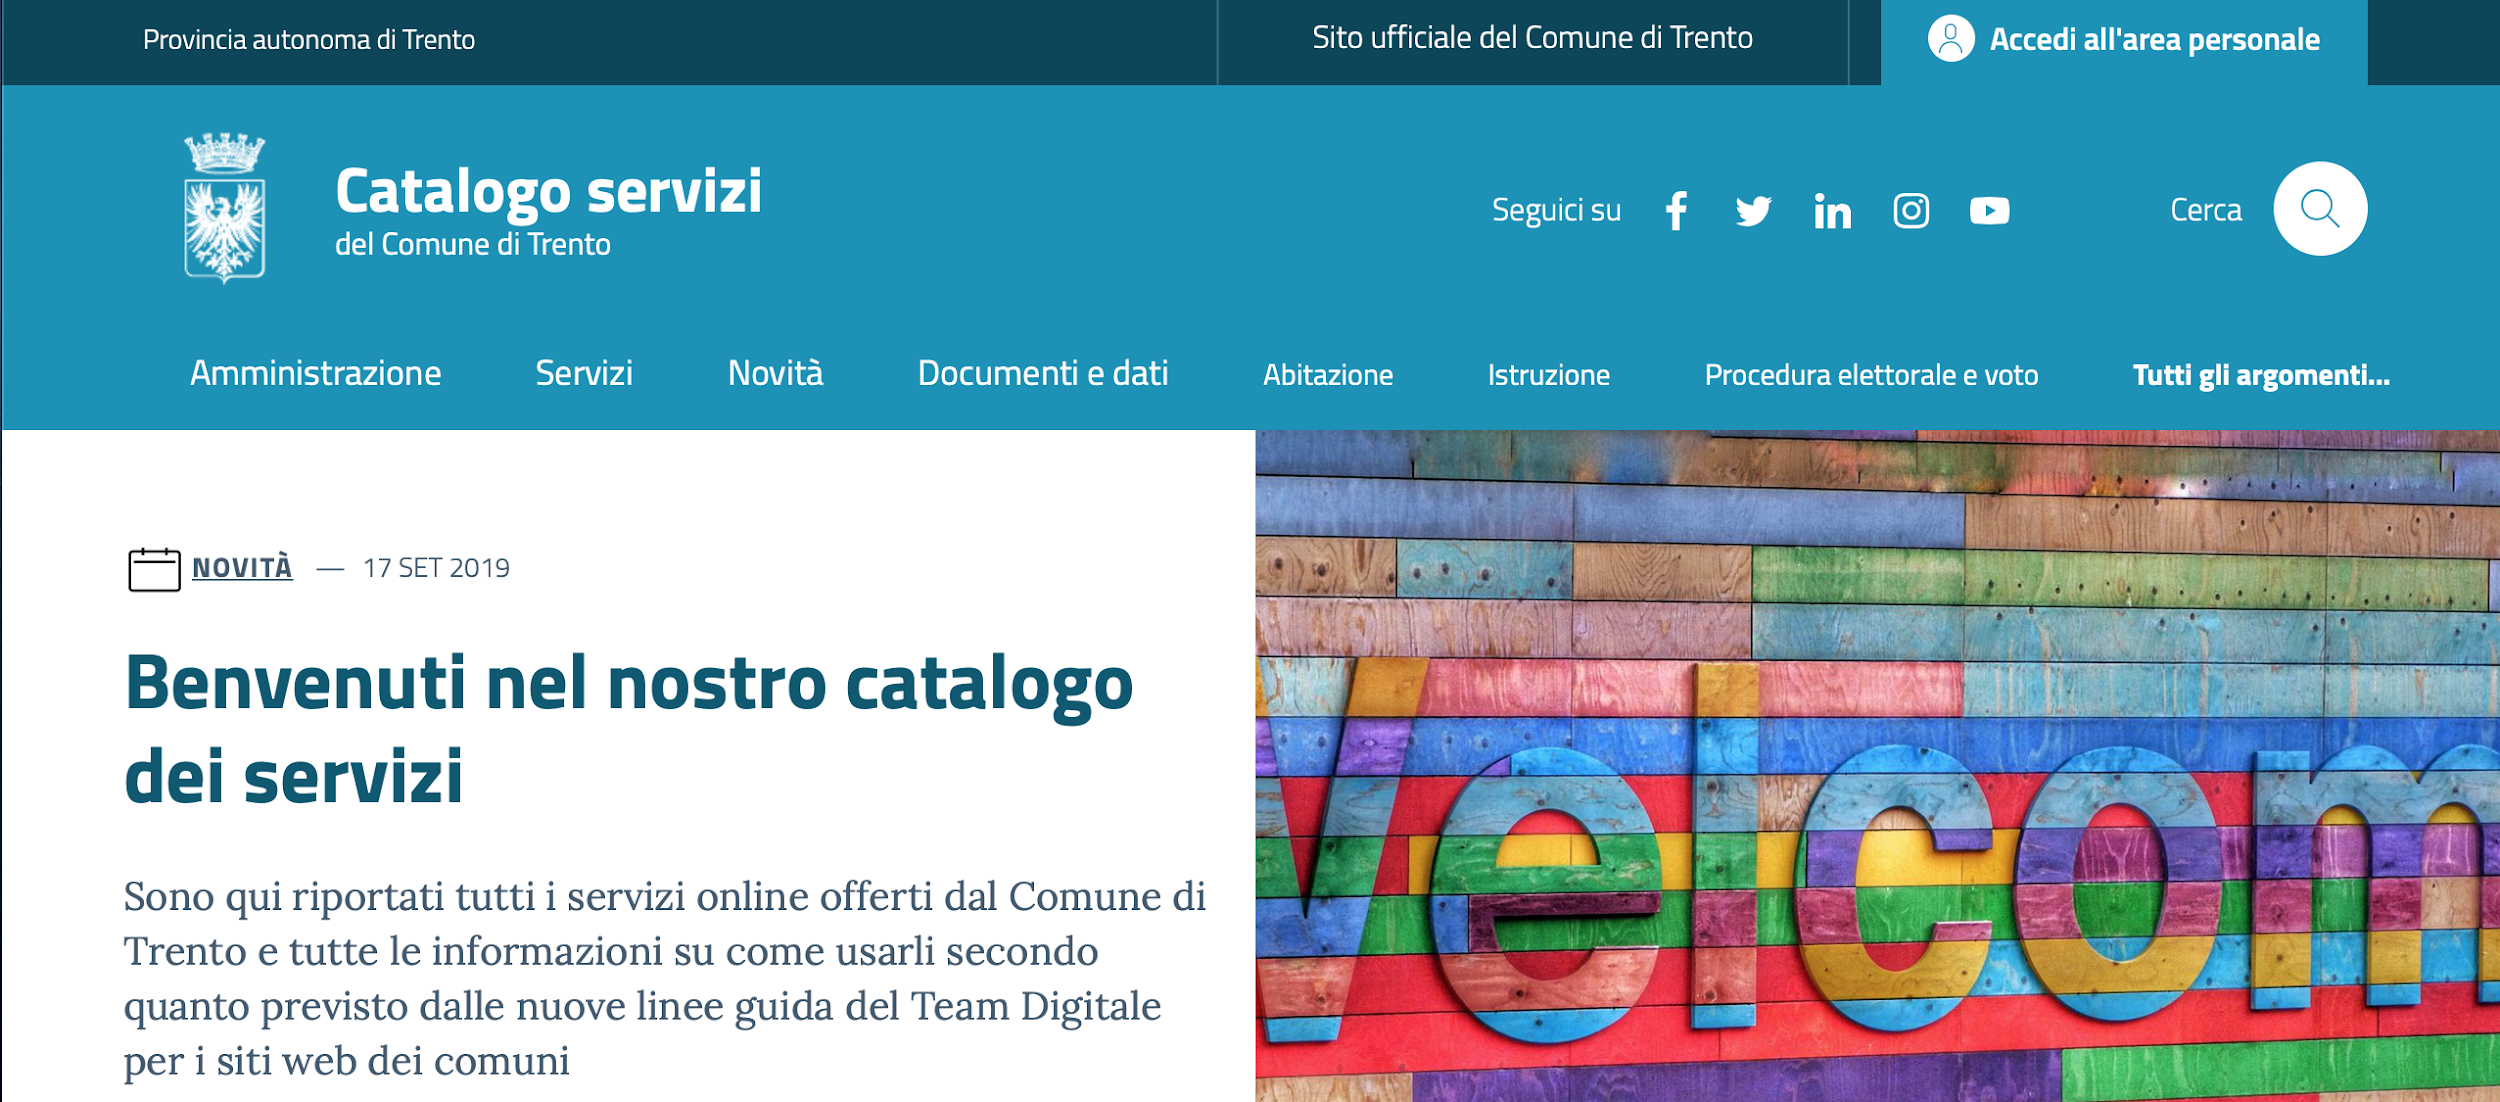 Provincia autonoma di Trento
Sito ufficiale del Comune di Trento
Accedi all'area personale
Catalogo servizi
del Comune di Trento
Seguici su
Cerca
Amministrazione
Servizi
Novità
Documenti e dati
Abitazione
Istruzione
Procedura elettorale e voto
Tutti gli argomenti...
NOVITÀ — 17 SET 2019
Benvenuti nel nostro catalogo
dei servizi
Sono qui riportati tutti i servizi online offerti dal Comune di
Trento e tutte le informazioni su come usarli secondo
quanto previsto dalle nuove linee guida del Team Digitale
per i siti web dei comuni
welcom